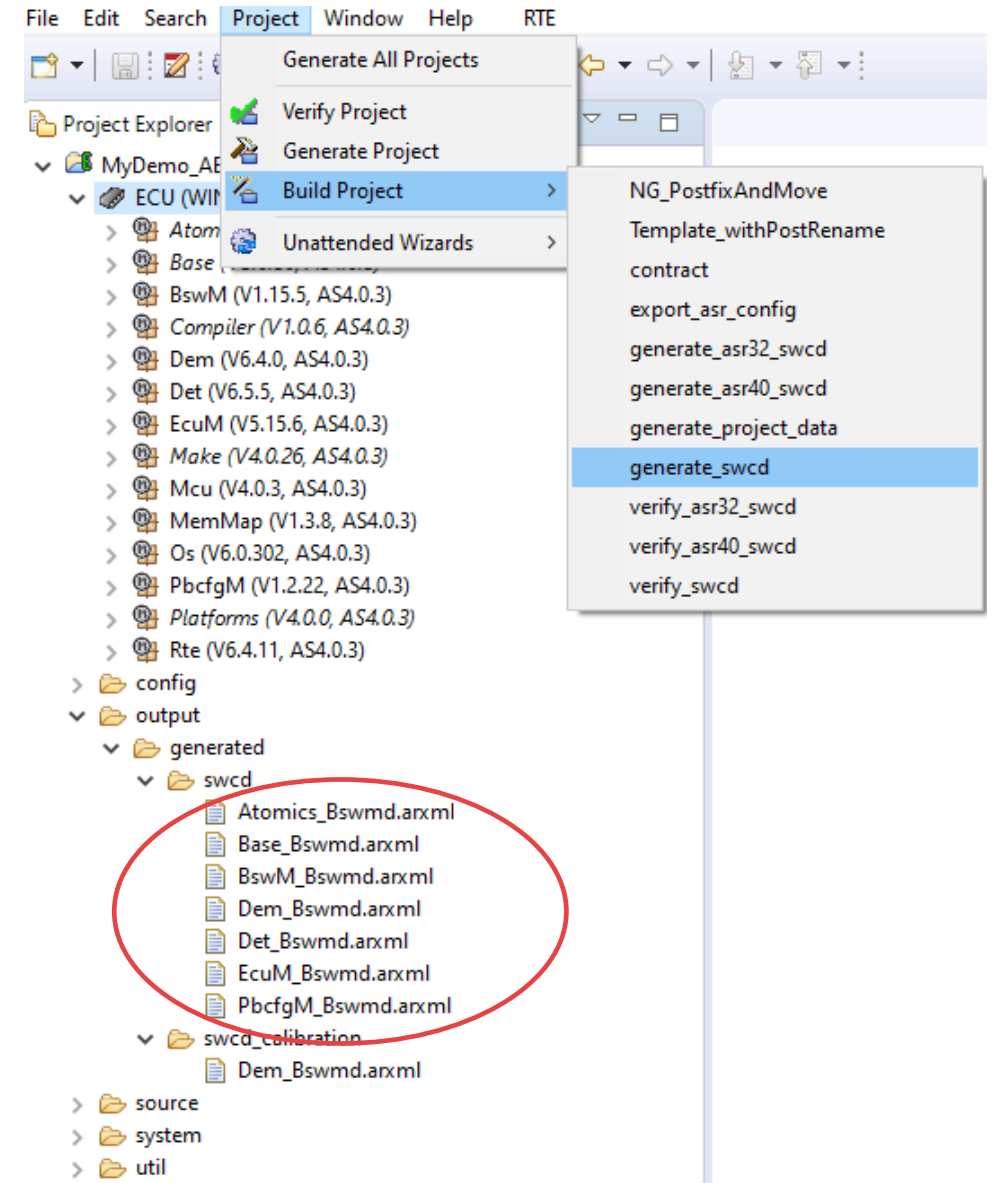 File Edit Search Project Window Help RTE
Generate All Projects
Verify Project
Generate Project
Build Project
Unattended Wizards
NG_PostfixAndMove
Template_withPostRename
contract
export_asr_config
generate_asr32_swcd
generate_asr40_swcd
generate_project_data
generate_swcd
verify_asr32_swcd
verify_asr40_swcd
verify_swcd
Project Explorer
MyDemo_AE
ECU (WIN
Atom
Base
BswM (V1.15.5, AS4.0.3)
Compiler (V1.0.6, AS4.0.3)
Dem (V6.4.0, AS4.0.3)
Det (V6.5.5, AS4.0.3)
EcuM (V5.15.6, AS4.0.3)
Make (V4.0.26, AS4.0.3)
Mcu (V4.0.3, AS4.0.3)
MemMap (V1.3.8, AS4.0.3)
Os (V6.0.302, AS4.0.3)
PbcfgM (V1.2.22, AS4.0.3)
Platforms (V4.0.0, AS4.0.3)
Rte (V6.4.11, AS4.0.3)
config
output
generated
swcd
Atomics_Bswmd.arxml
Base_Bswmd.arxml
BswM_Bswmd.arxml
Dem_Bswmd.arxml
Det_Bswmd.arxml
EcuM_Bswmd.arxml
PbcfgM_Bswmd.arxml
swcd_calibration
Dem_Bswmd.arxml
source
system
util